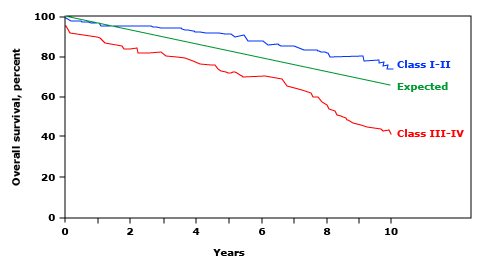 Overall survival, percent
100
80
60
40
20
0
Class I-II
Expected
Class III-IV
0 2 4 6 8 10
Years